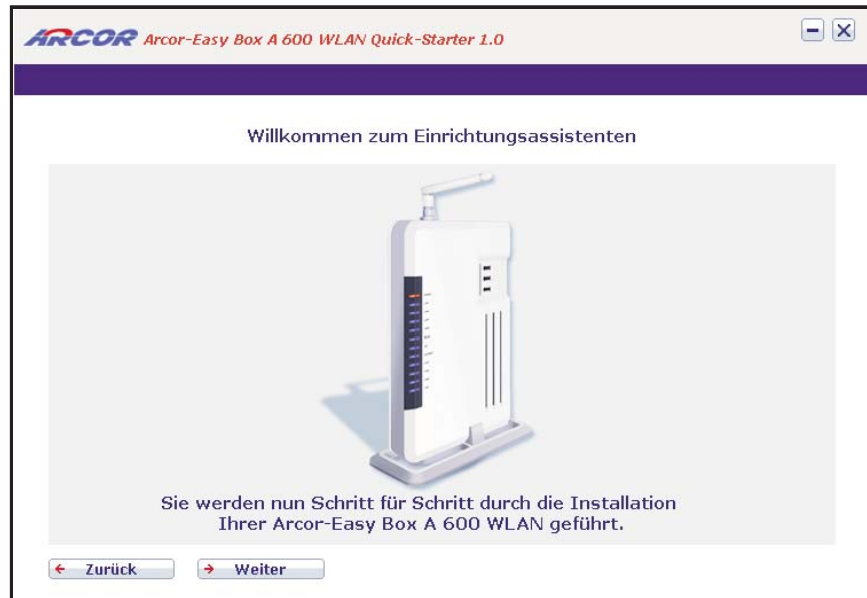 ARCOR Arcor-Easy Box A 600 WLAN Quick-Starter 1.0
Willkommen zum Einrichtungsassistenten
Sie werden nun Schritt für Schritt durch die Installation
Ihrer Arcor-Easy Box A 600 WLAN geführt.
Zurück Weiter